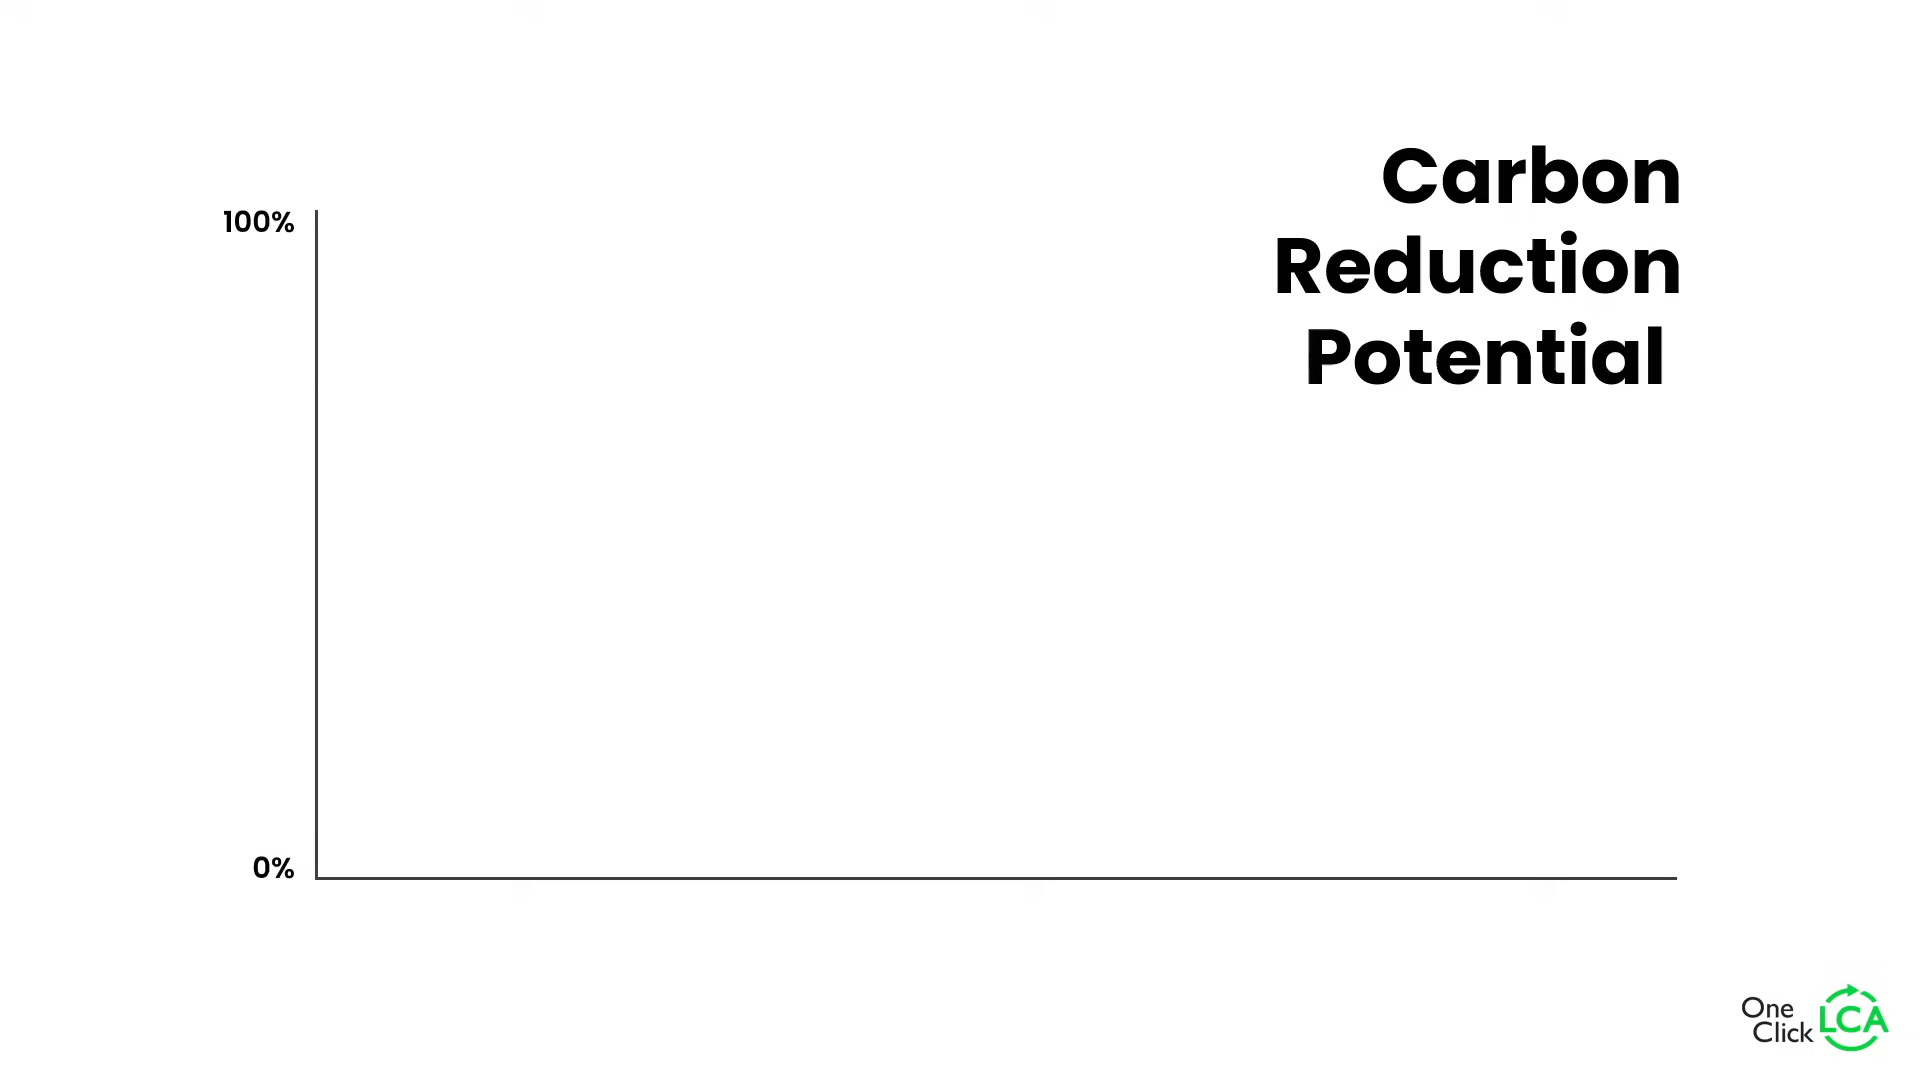 Carbon
Reduction
Potential
100%
0%
One
Click
LCA